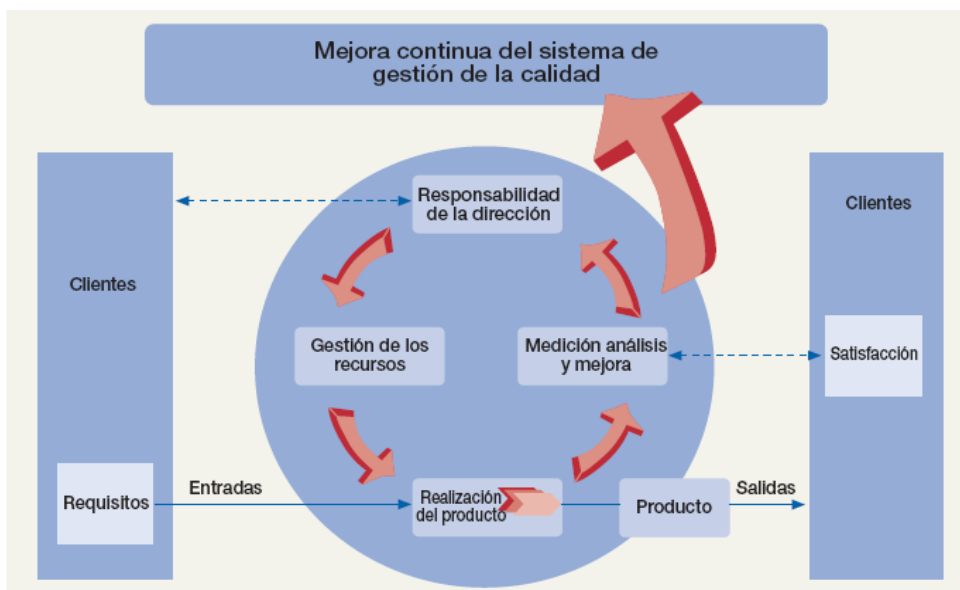 Mejora continua del sistema de
gestión de la calidad
Responsabilidad
de la dirección
Clientes
Clientes
Gestión de los
recursos
Medición análisis
y mejora
Satisfacción
Requisitos
Entradas
Realización
del producto
Producto
Salidas